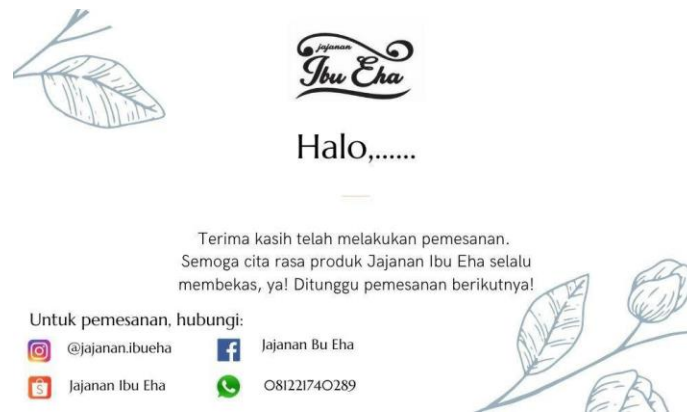 jajanan
Ibu Eha
Halo,......
Terima kasih telah melakukan pemesanan.
Semoga cita rasa produk Jajanan Ibu Eha selalu
membekas, ya! Ditunggu pemesanan berikutnya!
Untuk pemesanan, hubungi:
@jajanan.ibueha
Jajanan Bu Eha
Jajanan Ibu Eha
081221740289